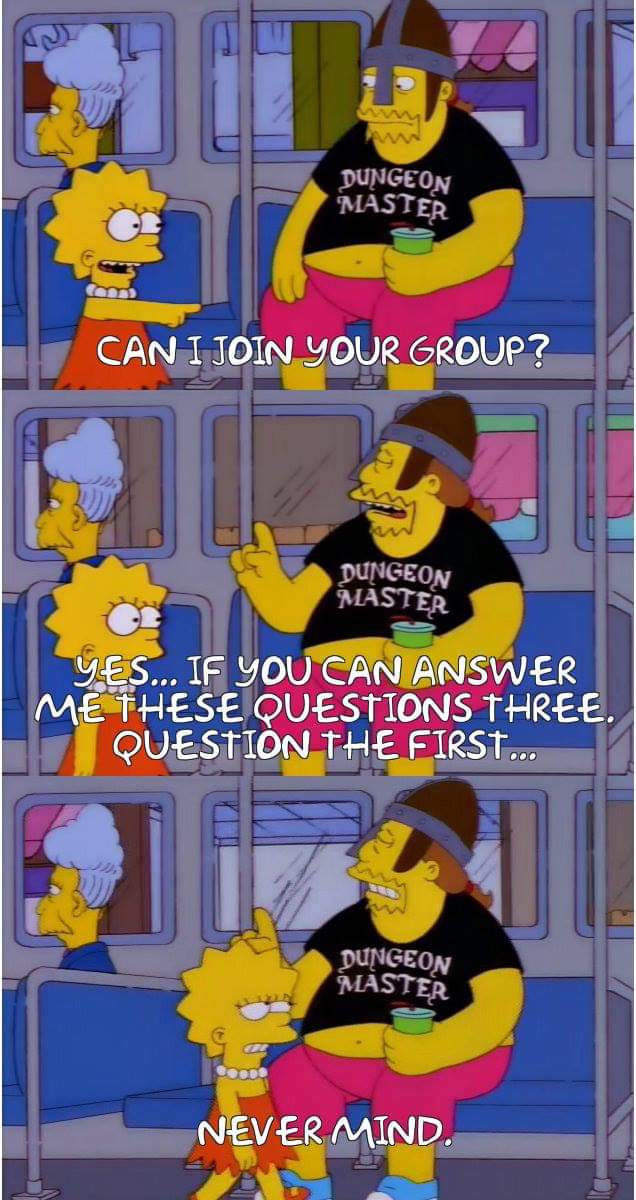 DUNGEON
MASTER
CAN I JOIN YOUR GROUP?
DUNGEON
MASTER
YES... IF YOU CAN ANSWER
ME THESE QUESTIONS THREE.
QUESTION THE FIRST...
DUNGEON
MASTER
NEVER MIND.